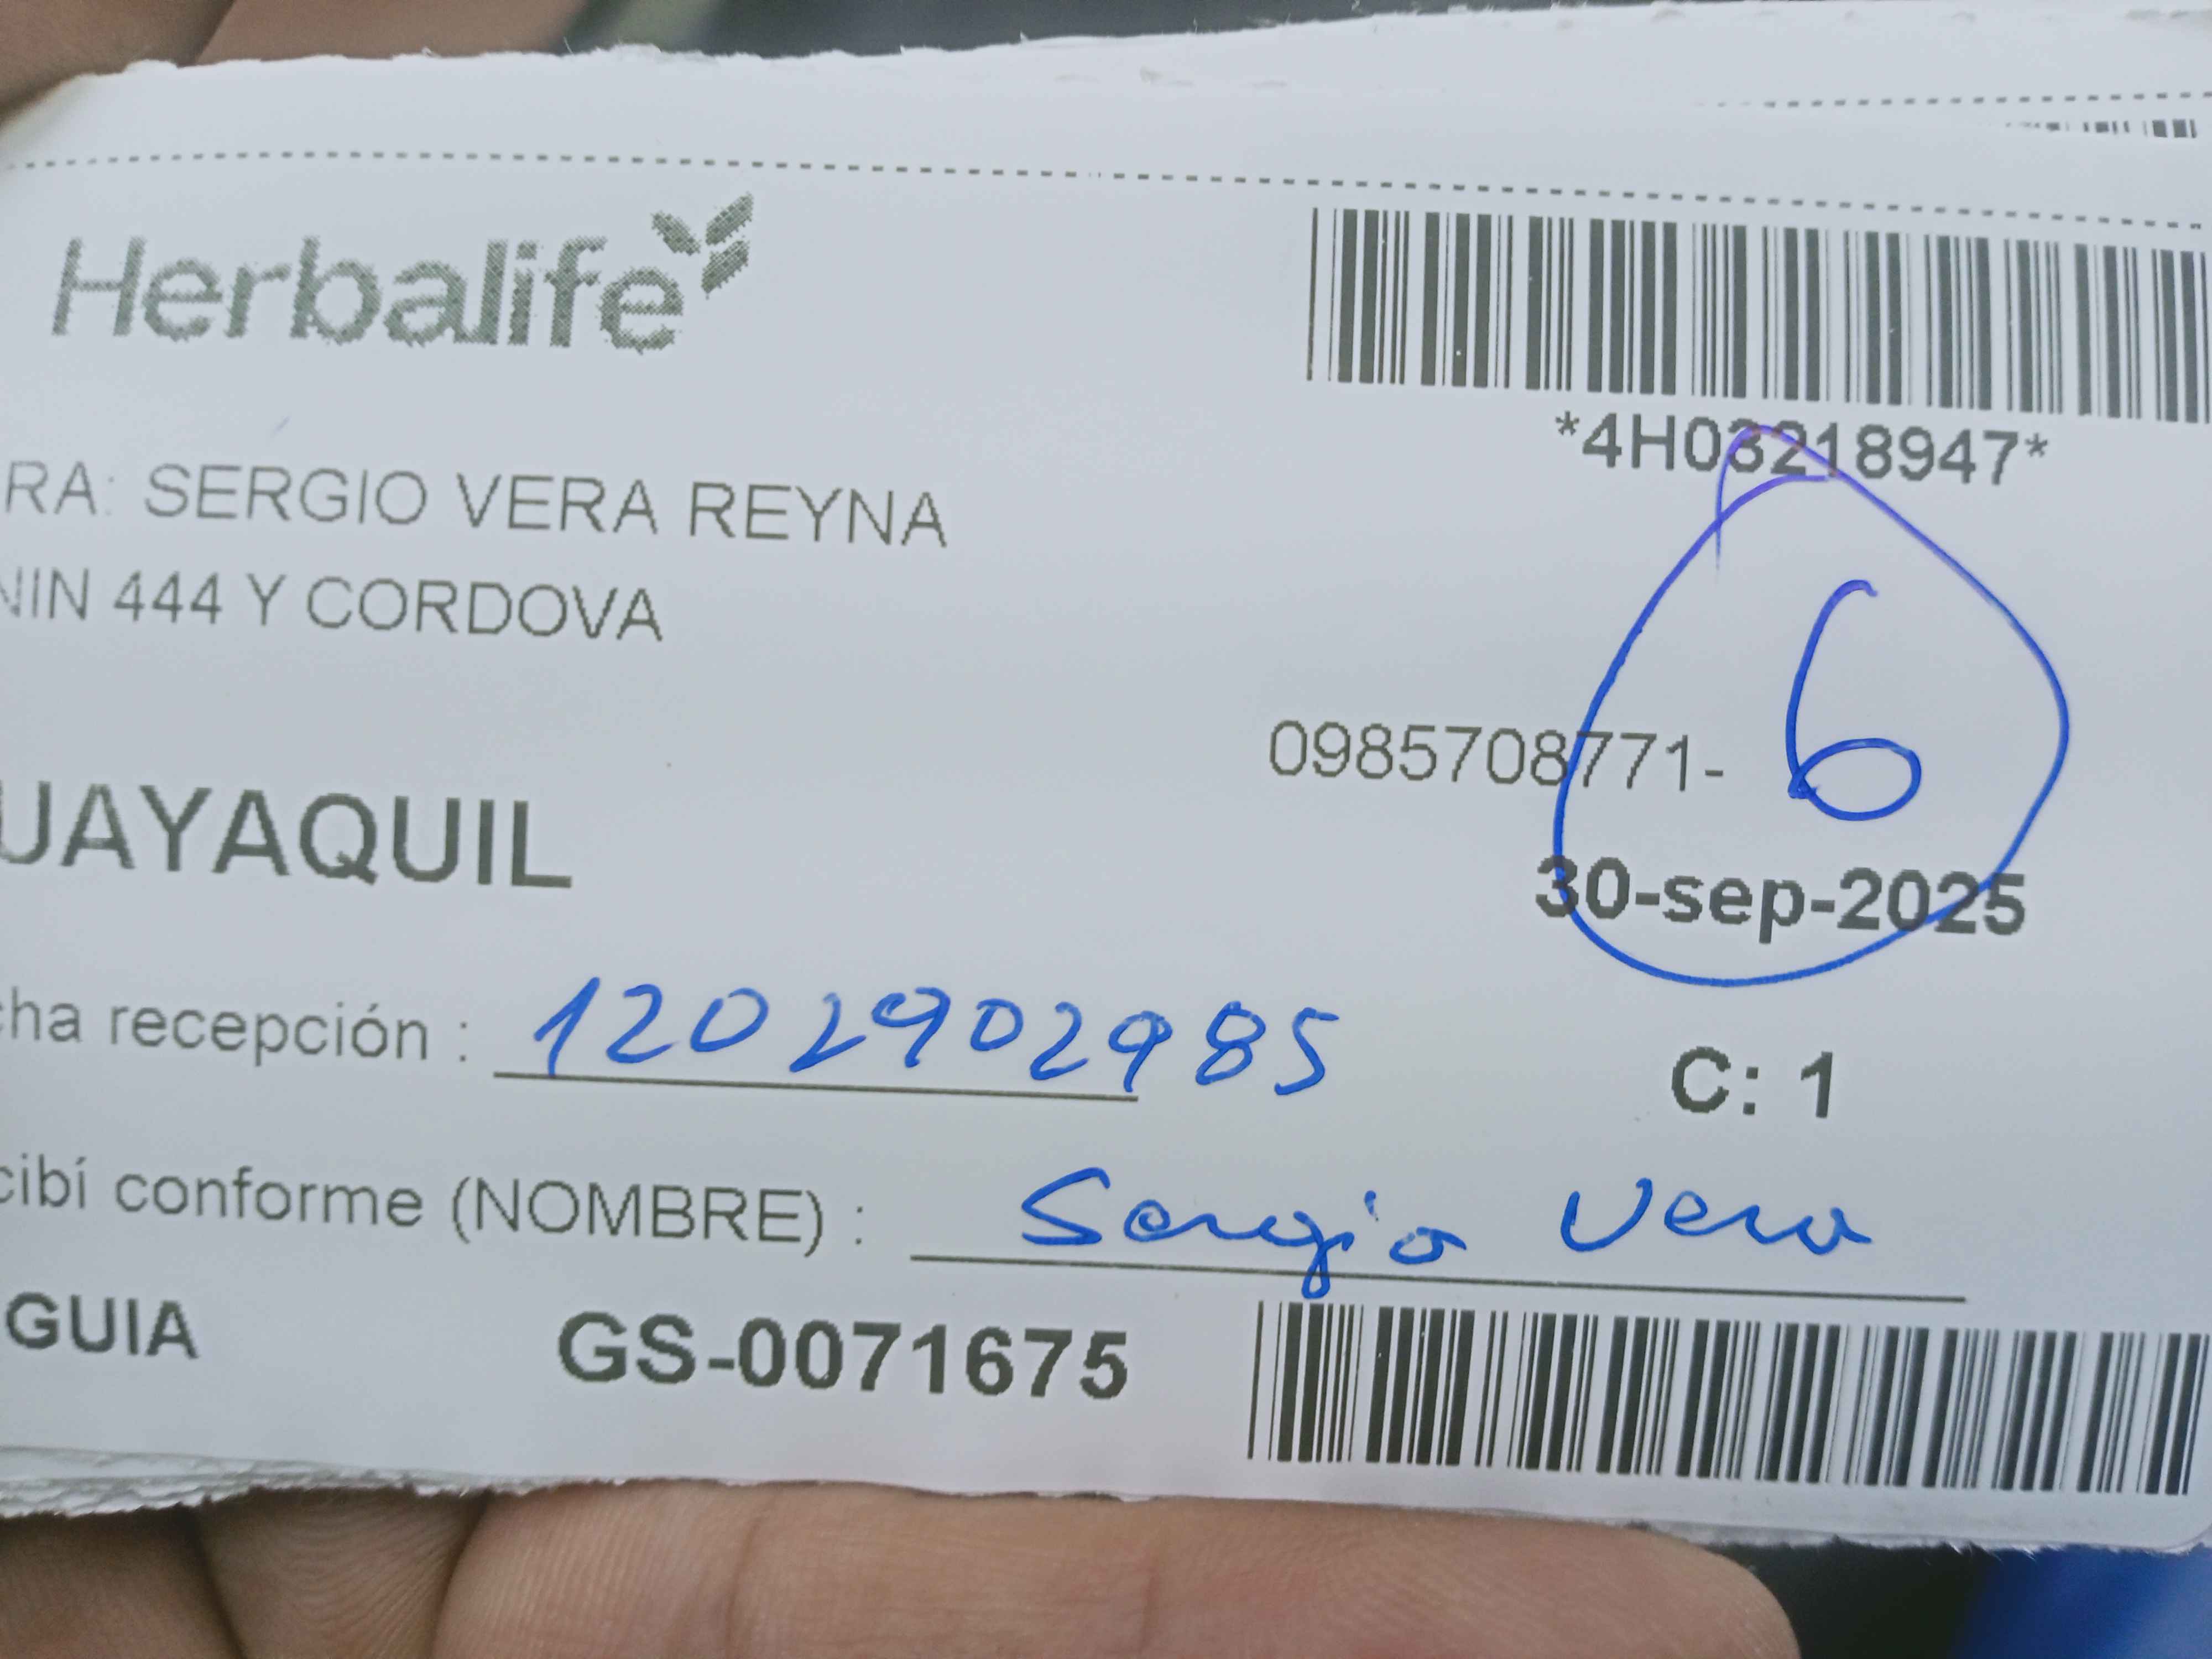 Herbalife
*4H03218947*
RA: SERGIO VERA REYNA
NIN 444 Y CORDOVA
6
0985708771-
UAYAQUIL
30-sep-2025
cha recepción : 1202902985
C: 1
cibí conforme (NOMBRE) : Sergio Vera
GUIA GS-0071675